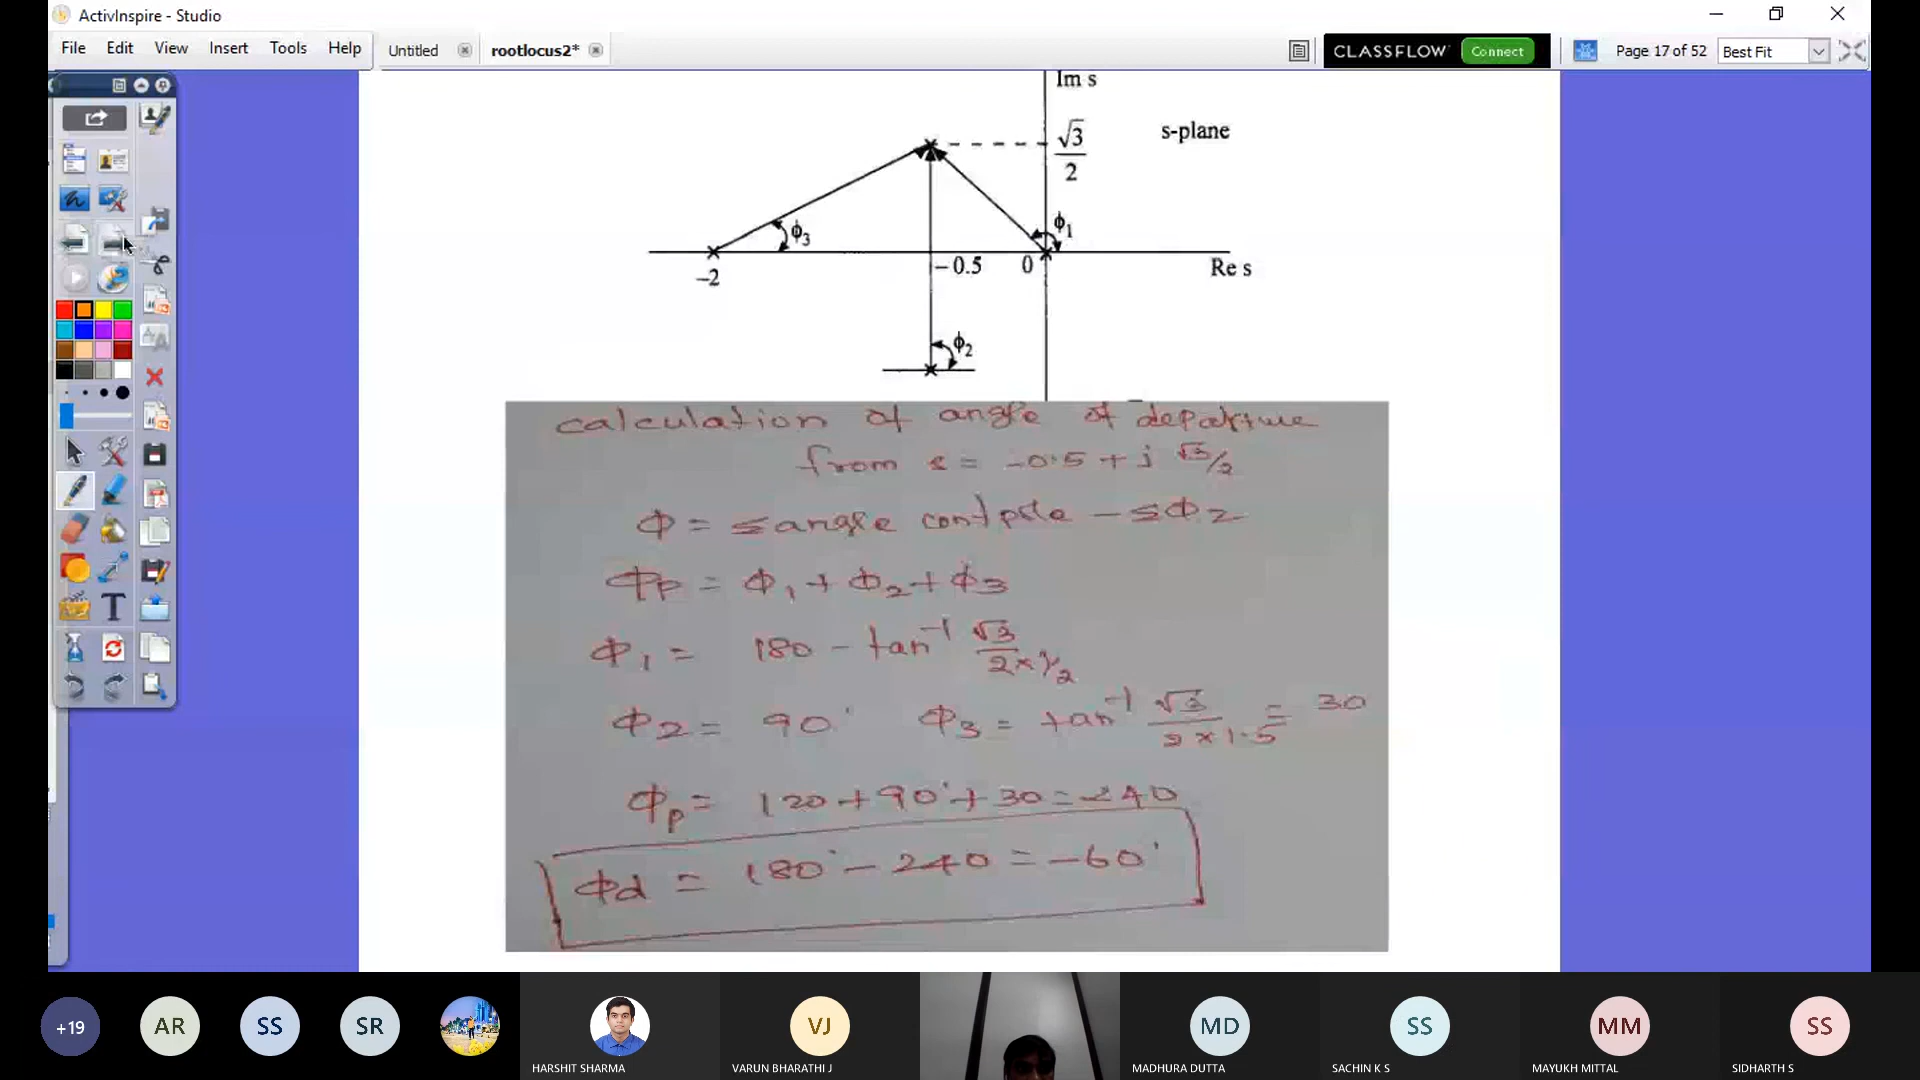 ActivInspire - Studio
File Edit View Insert Tools Help
Untitled rootlocus2*
CLASSFLOW Connect
Page 17 of 52 Best Fit
Im s
√3/2
s-plane
ϕ3
ϕ1
-2
-0.5
0
Re s
ϕ2
calculation of angle of departure
from s = -0.5 + j √3/2
Φ = ≤ angle cont pole - ≤Φz
Φp = Φ1 + Φ2 + Φ3
Φ1 = 180 - tan-1 √3/2×1/2
Φ2 = 90° Φ3 = tan-1 √3/2×1.5 = 30
Φp = 120 + 90° + 30 = 240
Φd = 180° - 240 = -60°
+19
AR
SS
SR
VJ
MD
SS
MM
SS
HARSHIT SHARMA
VARUN BHARATHI J
MADHURA DUTTA
SACHIN K S
MAYUKH MITTAL
SIDHARTH S